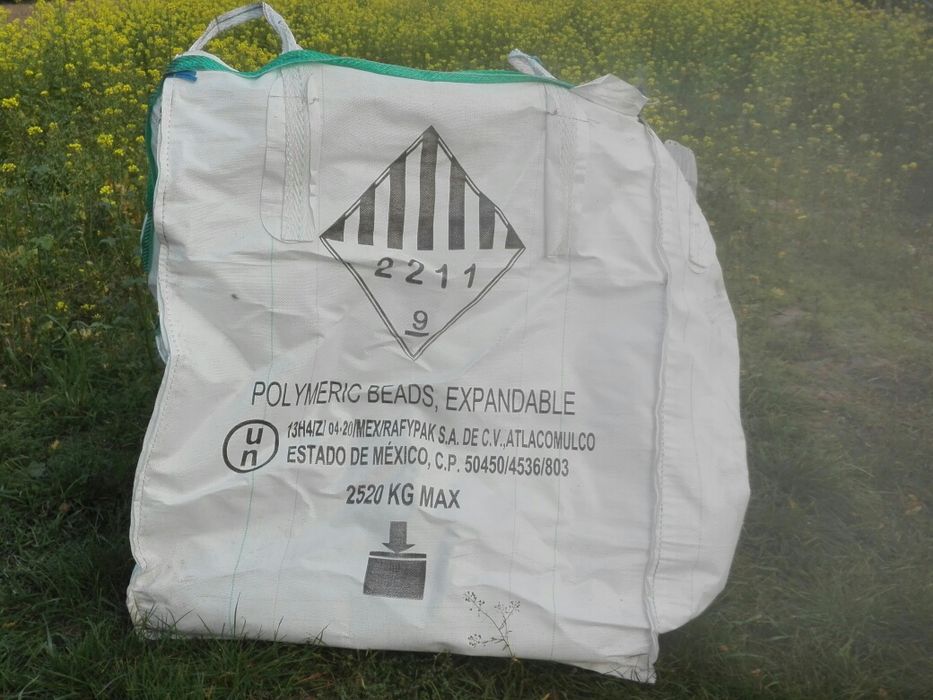 2211
9
POLYMERIC BEADS, EXPANDABLE
un
13H4/Z/ 04-20/MEX/RAFYPAK S.A. DE C.V.,ATLACOMULCO
ESTADO DE MÉXICO, C.P. 50450/4536/803
2520 KG MAX